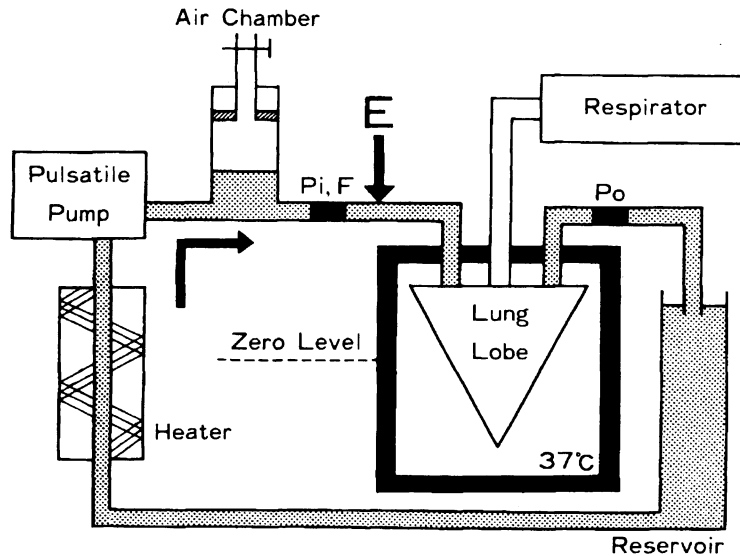 Air Chamber
E
Respirator
Pulsatile
Pump
Pi, F
Po
Lung
Lobe
Zero Level
Heater
37℃
Reservoir